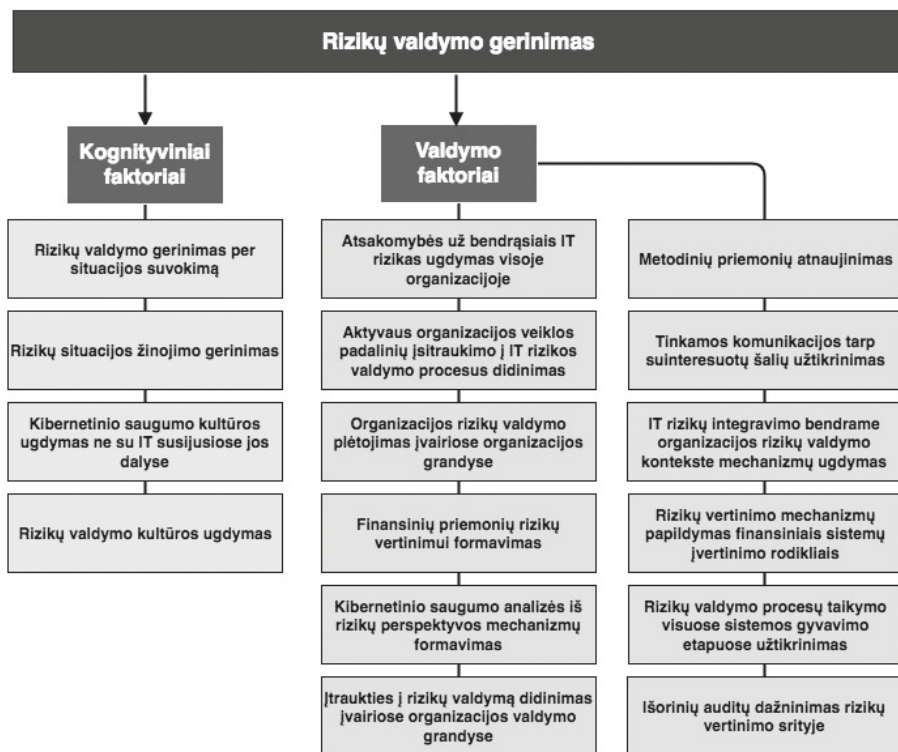 Rizikų valdymo gerinimas
Kognityviniai
faktoriai
Rizikų valdymo gerinimas per
situacijos suvokimą
Rizikų situacijos žinojimo gerinimas
Kibernetinio saugumo kultūros
ugdymas ne su IT susijusiose jos
dalyse
Rizikų valdymo kultūros ugdymas
Valdymo
faktoriai
Atsakomybės už bendrąsiais IT
rizikas ugdymas visoje
organizacijoje
Aktyvaus organizacijos veiklos
padalinių įsitraukimo į IT rizikos
valdymo procesus didinimas
Organizacijos rizikų valdymo
plėtojimas įvairiose organizacijos
grandyse
Finansinių priemonių rizikų
vertinimui formavimas
Kibernetinio saugumo analizės iš
rizikų perspektyvos mechanizmų
formavimas
Įtraukties į rizikų valdymą didinimas
įvairiose organizacijos valdymo
grandyse
Metodinių priemonių atnaujinimas
Tinkamos komunikacijos tarp
suinteresuotų šalių užtikrinimas
IT rizikų integravimo bendrame
organizacijos rizikų valdymo
kontekste mechanizmų ugdymas
Rizikų vertinimo mechanizmų
papildymas finansiniais sistemų
įvertinimo rodikliais
Rizikų valdymo procesų taikymo
visuose sistemos gyvavimo
etapuose užtikrinimas
Išorinių auditų dažninimas rizikų
vertinimo srityje